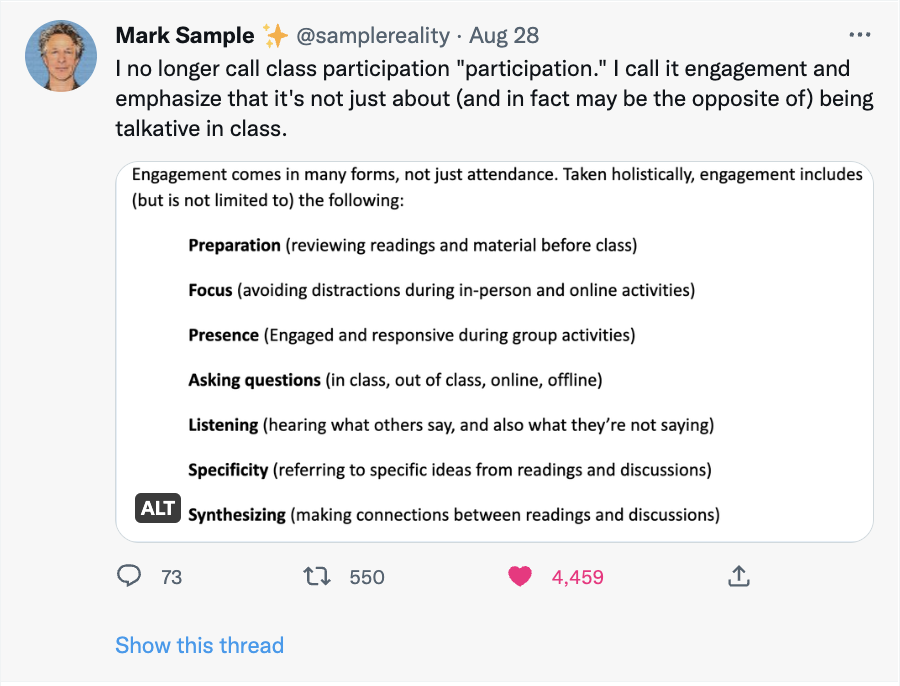 Mark Sample ✨ @samplereality · Aug 28
I no longer call class participation "participation." I call it engagement and
emphasize that it's not just about (and in fact may be the opposite of) being
talkative in class.
Engagement comes in many forms, not just attendance. Taken holistically, engagement includes
(but is not limited to) the following:
Preparation (reviewing readings and material before class)
Focus (avoiding distractions during in-person and online activities)
Presence (Engaged and responsive during group activities)
Asking questions (in class, out of class, online, offline)
Listening (hearing what others say, and also what they’re not saying)
Specificity (referring to specific ideas from readings and discussions)
ALT Synthesizing (making connections between readings and discussions)
73 550 4,459
Show this thread